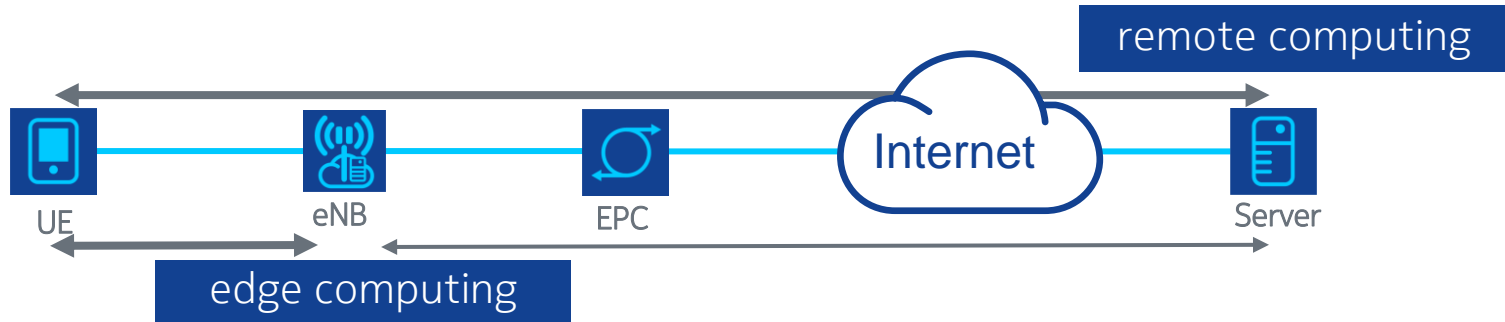 remote computing
Internet
UE
eNB
EPC
Server
edge computing